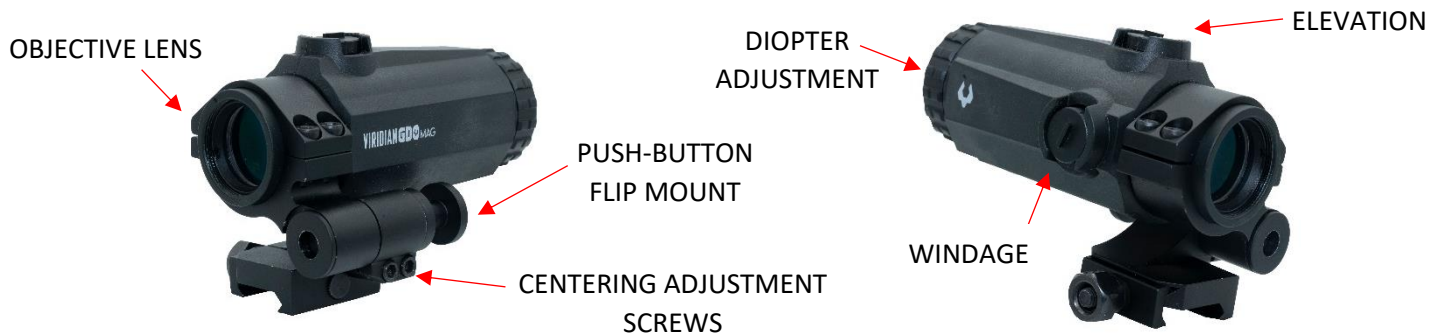 OBJECTIVE LENS
VIRIDIAN GDO MAG
PUSH-BUTTON
FLIP MOUNT
CENTERING ADJUSTMENT
SCREWS
DIOPTER
ADJUSTMENT
ELEVATION
WINDAGE